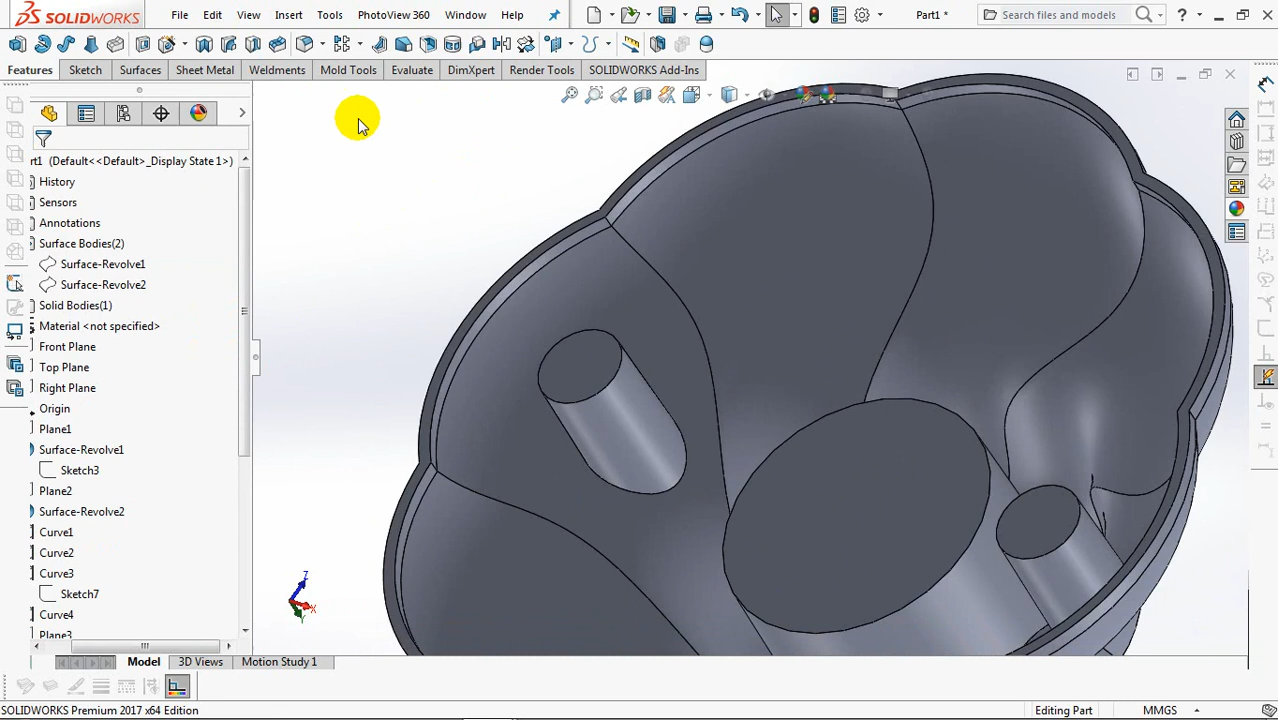 SOLIDWORKS
File Edit View Insert Tools PhotoView 360 Window Help
Part1 *
Search files and models
?
Features Sketch Surfaces Sheet Metal Weldments Mold Tools Evaluate DimXpert Render Tools SOLIDWORKS Add-Ins
rt1 (Default<<Default>_Display State 1>)
History
Sensors
Annotations
Surface Bodies(2)
Surface-Revolve1
Surface-Revolve2
Solid Bodies(1)
Material <not specified>
Front Plane
Top Plane
Right Plane
Origin
Plane1
Surface-Revolve1
Sketch3
Plane2
Surface-Revolve2
Curve1
Curve2
Curve3
Sketch7
Curve4
Plane3
Z
X
Y
Model 3D Views Motion Study 1
SOLIDWORKS Premium 2017 x64 Edition
Editing Part
MMGS